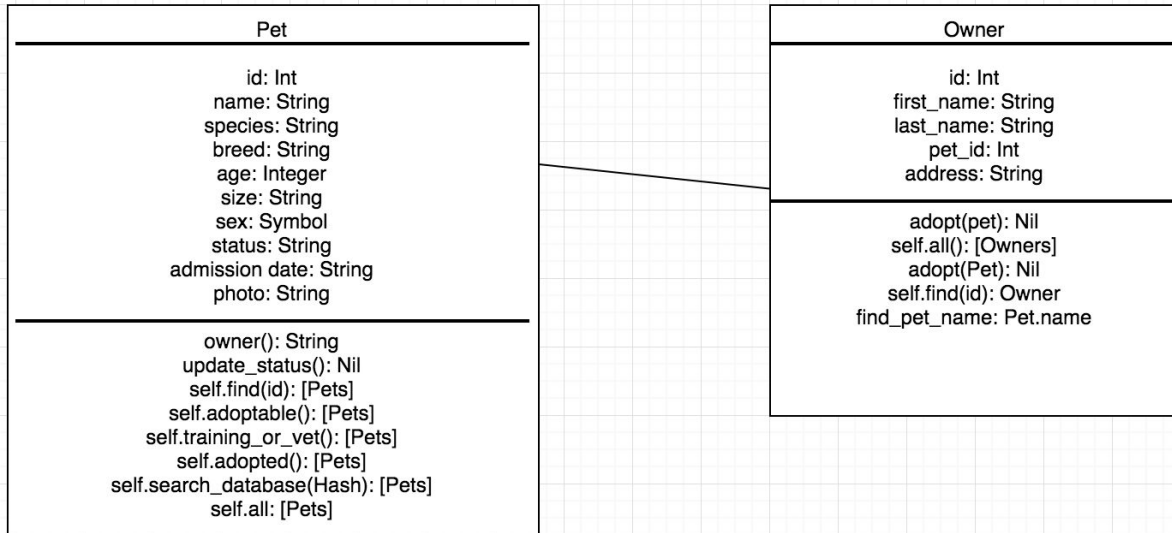 Pet
id: Int
name: String
species: String
breed: String
age: Integer
size: String
sex: Symbol
status: String
admission date: String
photo: String
owner(): String
update_status(): Nil
self.find(id): [Pets]
self.adoptable(): [Pets]
self.training_or_vet(): [Pets]
self.adopted(): [Pets]
self.search_database(Hash): [Pets]
self.all: [Pets]
Owner
id: Int
first_name: String
last_name: String
pet_id: Int
address: String
adopt(pet): Nil
self.all(): [Owners]
adopt(Pet): Nil
self.find(id): Owner
find_pet_name: Pet.name